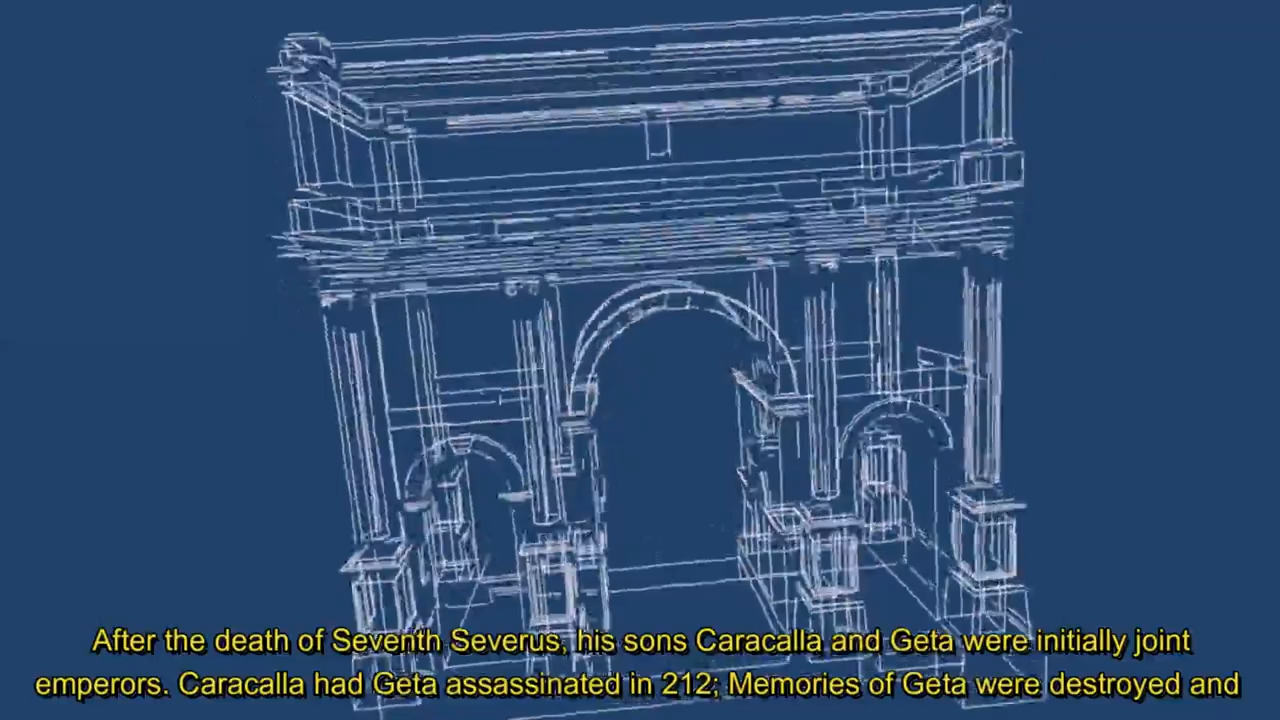 After the death of Seventh Severus, his sons Caracalla and Geta were initially joint
emperors. Caracalla had Geta assassinated in 212; Memories of Geta were destroyed and